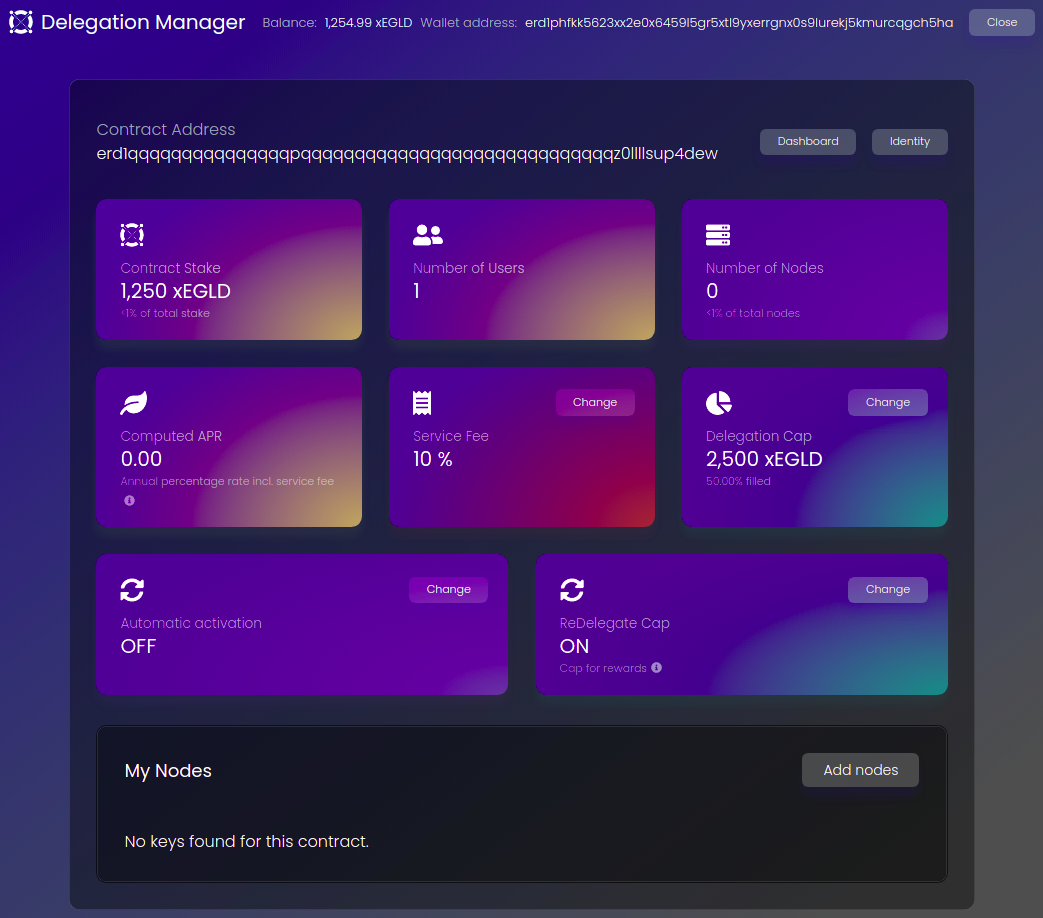 Delegation Manager Balance: 1,254.99 xEGLD Wallet address: erd1phfkk5623xx2e0x6459l5gr5xtl9yxerrgnx0s9lurekj5kmurcqgch5ha Close
Contract Address
erd1qqqqqqqqqqqqqqqpqqqqqqqqqqqqqqqqqqqqqqqqqqqqqz0llllsup4dew Dashboard Identity
Contract Stake Number of Users Number of Nodes
1,250 xEGLD 1 0
<1% of total stake <1% of total nodes
Change Change
Computed APR Service Fee Delegation Cap
0.00 10 % 2,500 xEGLD
Annual percentage rate incl. service fee 50.00% filled
Change Change
Automatic activation ReDelegate Cap
OFF ON
Cap for rewards
My Nodes Add nodes
No keys found for this contract.